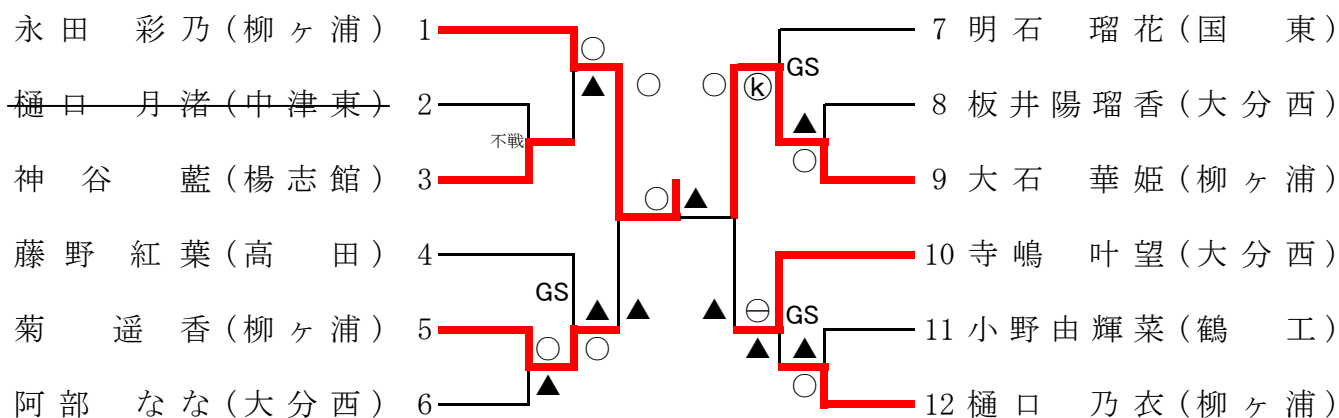 永田 彩乃(柳ヶ浦) 1
樋口 月渚(中津東) 2
不戦
神谷 藍(楊志館) 3
藤野 紅葉(高 田) 4
GS
菊 遥香(柳ヶ浦) 5
阿部 なな(大分西) 6
○
▲
○
○
▲
▲
▲
○
▲
○
○
▲
○
ⓚ
GS
▲
○
▲
⊖
GS
▲
▲
○
7 明石 瑠花(国 東)
8 板井陽瑠香(大分西)
9 大石 華姫(柳ヶ浦)
10 寺嶋 叶望(大分西)
11 小野由輝菜(鶴 工)
12 樋口 乃衣(柳ヶ浦)